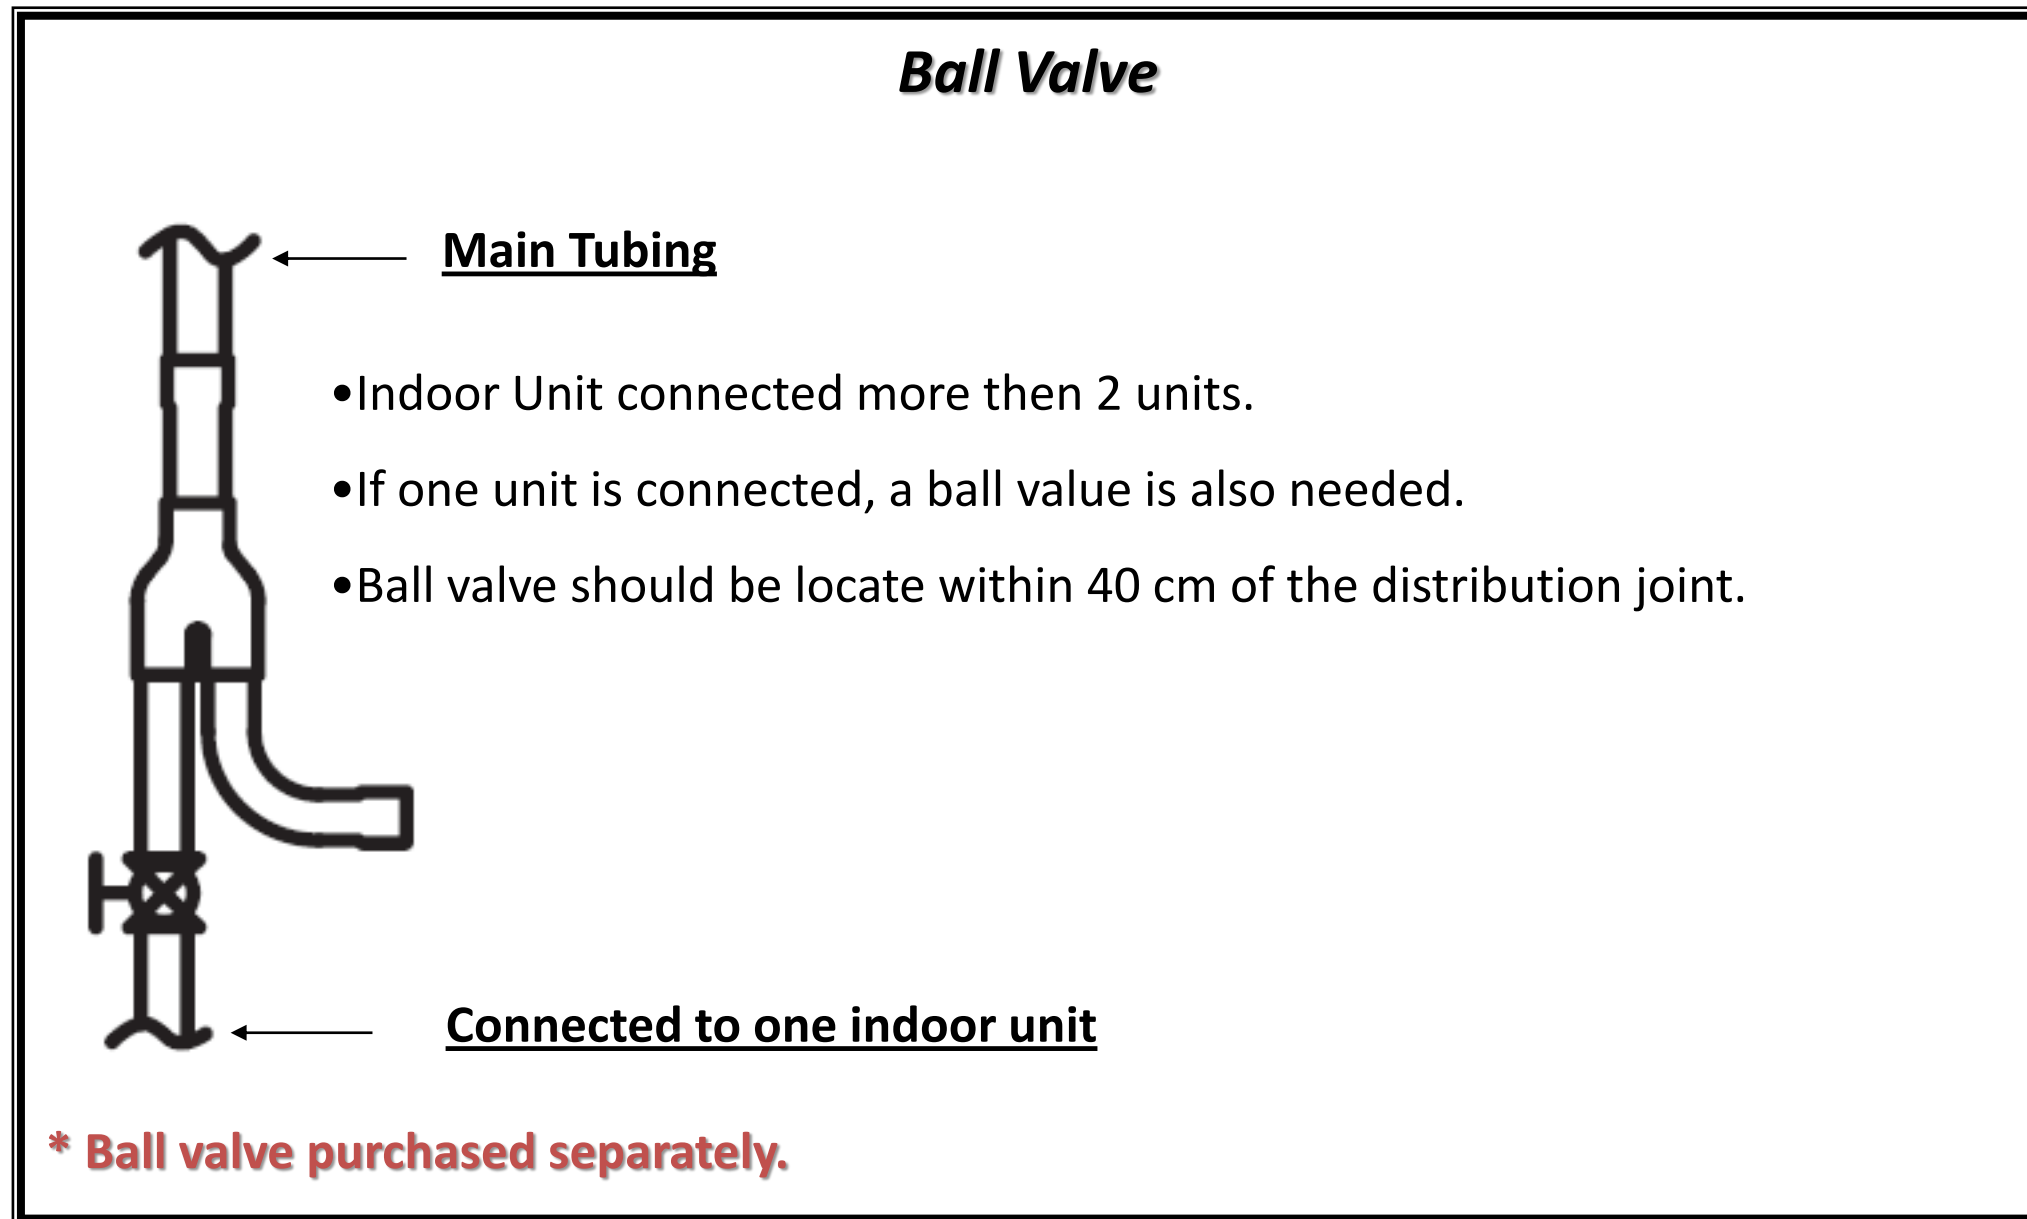 Ball Valve
Main Tubing
•Indoor Unit connected more then 2 units.
•If one unit is connected, a ball value is also needed.
•Ball valve should be locate within 40 cm of the distribution joint.
Connected to one indoor unit
* Ball valve purchased separately.